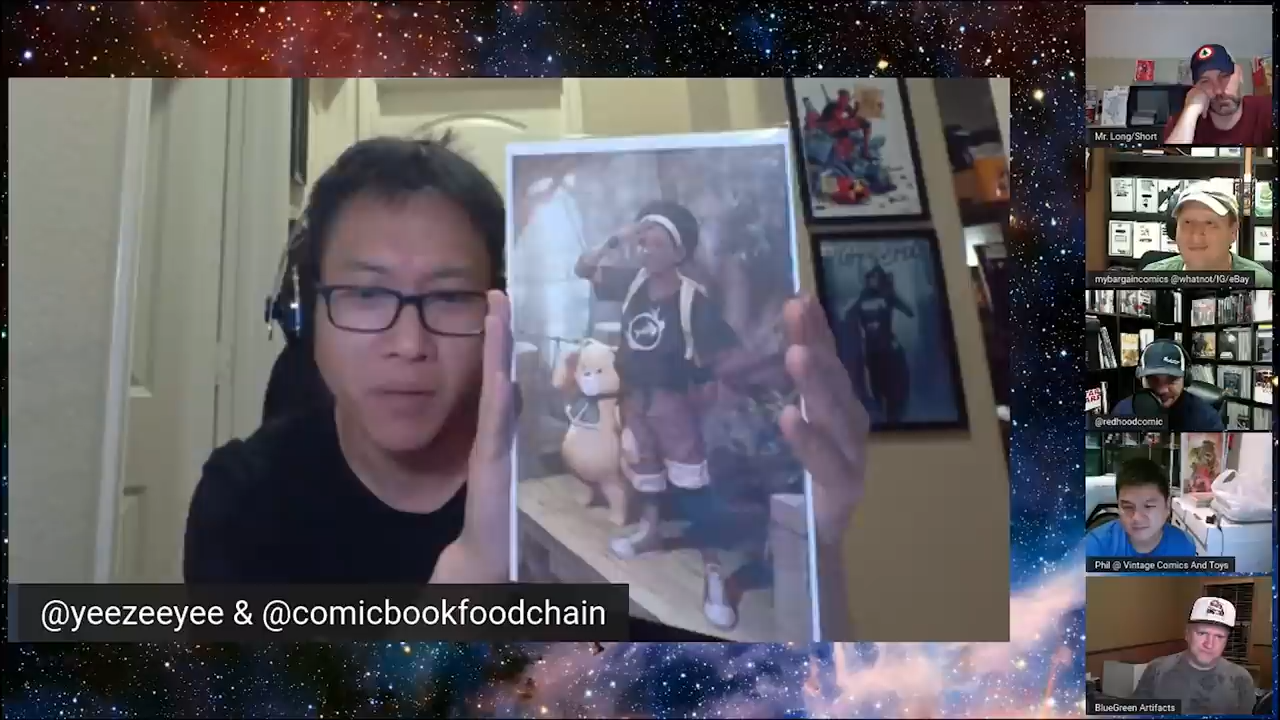 @yeezeeyee & @comicbookfoodchain
Mr. Long/Short
mybargaincomics @whatnot/IG/eBay
@redhoodcomic
Phil @ Vintage Comics And Toys
BlueGreen Artifacts